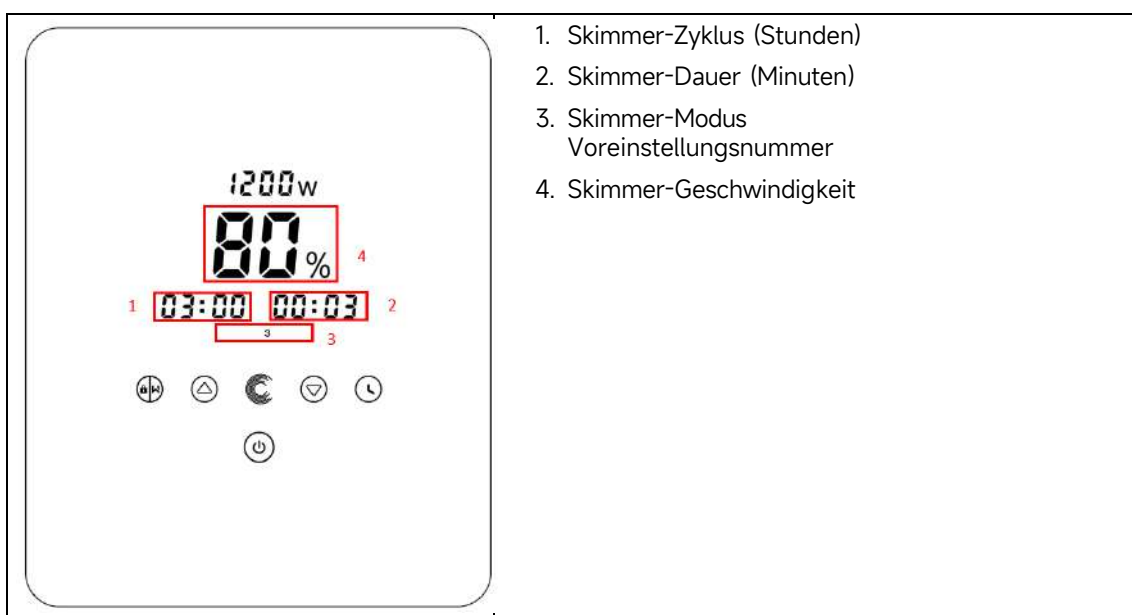 1200w
80%
4
1
03:00
00:03
2
3
3
1. Skimmer-Zyklus (Stunden)
2. Skimmer-Dauer (Minuten)
3. Skimmer-Modus
Voreinstellungsnummer
4. Skimmer-Geschwindigkeit